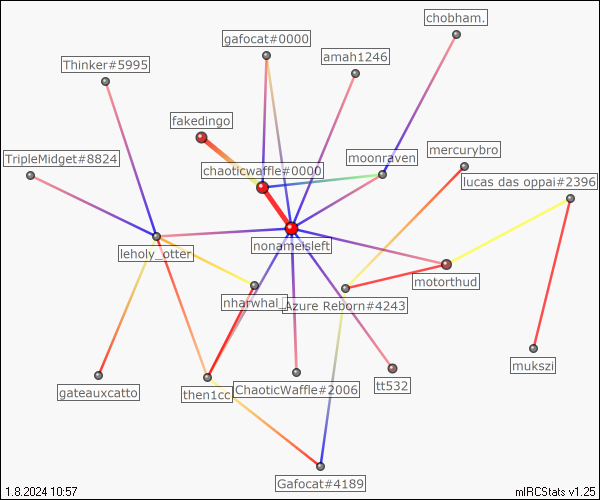 chobham.
gafocat#0000
amah1246
Thinker#5995
fakedingo
mercurybro
TripleMidget#8824
moonraven
chaoticwaffle#0000
lucas das oppai#2396
nonameisleft
leholy_otter
motorthud
nharwhal_
Azure Reborn#4243
mukszi
gateauxcatto
then1cc
ChaoticWaffle#2006
tt532
Gafocat#4189
1.8.2024 10:57
mIRCStats v1.25